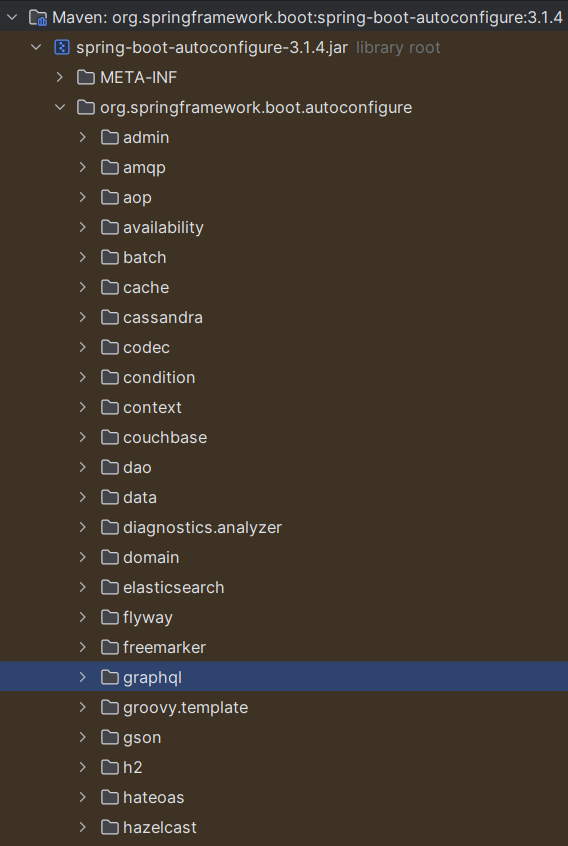 Maven: org.springframework.boot:spring-boot-autoconfigure:3.1.4
spring-boot-autoconfigure-3.1.4.jar library root
META-INF
org.springframework.boot.autoconfigure
admin
amqp
aop
availability
batch
cache
cassandra
codec
condition
context
couchbase
dao
data
diagnostics.analyzer
domain
elasticsearch
flyway
freemarker
graphql
groovy.template
gson
h2
hateoas
hazelcast